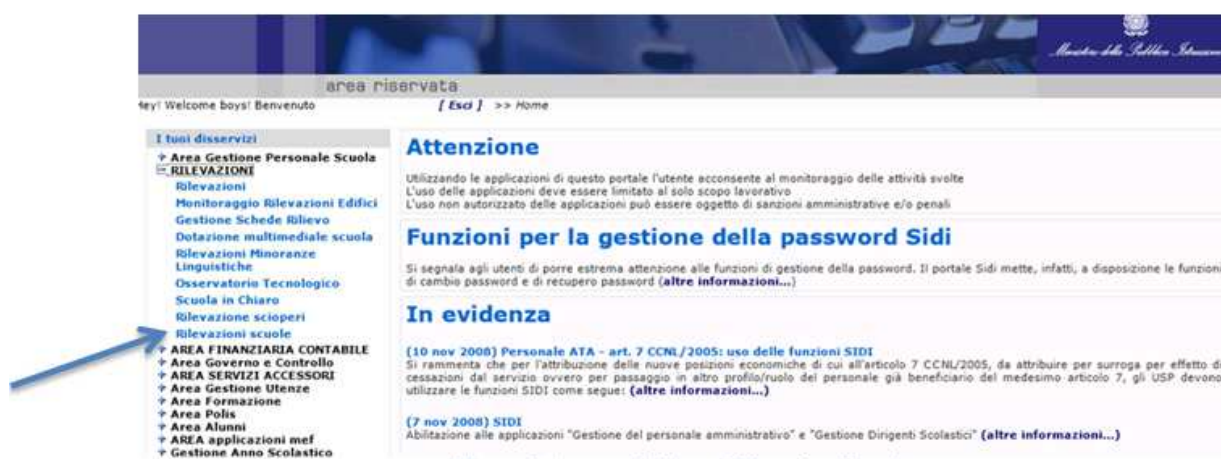 Ministero della Pubblica Istruzione
area riservata
Hey! Welcome boys! Benvenuto
[ Esci ] >> Home
I tuoi disservizi
Area Gestione Personale Scuola
RILEVAZIONI
Rilevazioni
Monitoraggio Rilevazioni Edifici
Gestione Schede Rilievo
Dotazione multimediale scuola
Rilevazioni Minoranze
Linguistiche
Osservatorio Tecnologico
Scuola in Chiaro
Rilevazione scioperi
Rilevazioni scuole
AREA FINANZIARIA CONTABILE
Area Governo e Controllo
AREA SERVIZI ACCESSORI
Area Gestione Utenze
Area Formazione
Area Polis
Area Alunni
AREA applicazioni mef
Gestione Anno Scolastico
Attenzione
Utilizzando le applicazioni di questo portale l'utente acconsente al monitoraggio delle attività svolte
L'uso delle applicazioni deve essere limitato al solo scopo lavorativo
L'uso non autorizzato delle applicazioni può essere oggetto di sanzioni amministrative e/o penali
Funzioni per la gestione della password Sidi
Si segnala agli utenti di porre estrema attenzione alle funzioni di gestione della password. Il portale Sidi mette, infatti, a disposizione le funzioni
di cambio password e di recupero password (altre informazioni...)
In evidenza
(10 nov 2008) Personale ATA - art. 7 CCNL/2005: uso delle funzioni SIDI
Si rammenta che per l'attribuzione delle nuove posizioni economiche di cui all'articolo 7 CCNL/2005, da attribuire per surroga per effetto di
cessazioni dal servizio ovvero per passaggio in altro profilo/ruolo del personale già beneficiario del medesimo articolo 7, gli USP devono
utilizzare le funzioni SIDI come segue: (altre informazioni...)
(7 nov 2008) SIDI
Abilitazione alle applicazioni "Gestione del personale amministrativo" e "Gestione Dirigenti Scolastici" (altre informazioni...)